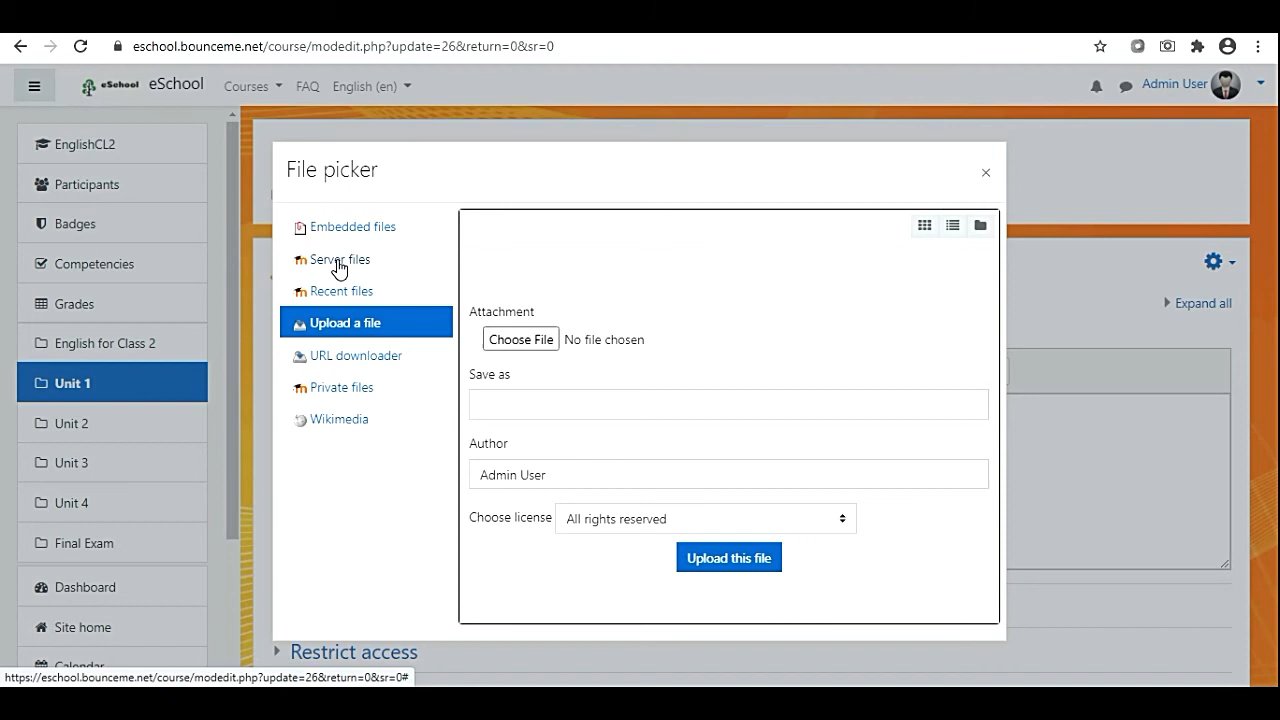 eschool.bounceme.net/course/modedit.php?update=26&return=0&sr=0
eSchool eSchool Courses FAQ English (en) Admin User
EnglishCL2
Participants
Badges
Competencies
Grades
English for Class 2
Unit 1
Unit 2
Unit 3
Unit 4
Final Exam
Dashboard
Site home
Calendar
File picker
×
Embedded files
Server files
Recent files
Upload a file
URL downloader
Private files
Wikimedia
Attachment
Choose File No file chosen
Save as
Author
Admin User
Choose license All rights reserved
Upload this file
Expand all
Restrict access
https://eschool.bounceme.net/course/modedit.php?update=26&return=0&sr=0#